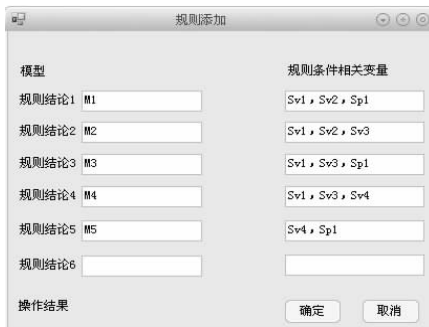 规则添加
模型 规则条件相关变量
规则结论1 M1 Sv1，Sv2，Sp1
规则结论2 M2 Sv1，Sv2，Sv3
规则结论3 M3 Sv1，Sv3，Sp1
规则结论4 M4 Sv1，Sv3，Sv4
规则结论5 M5 Sv4，Sp1
规则结论6
操作结果 确定 取消